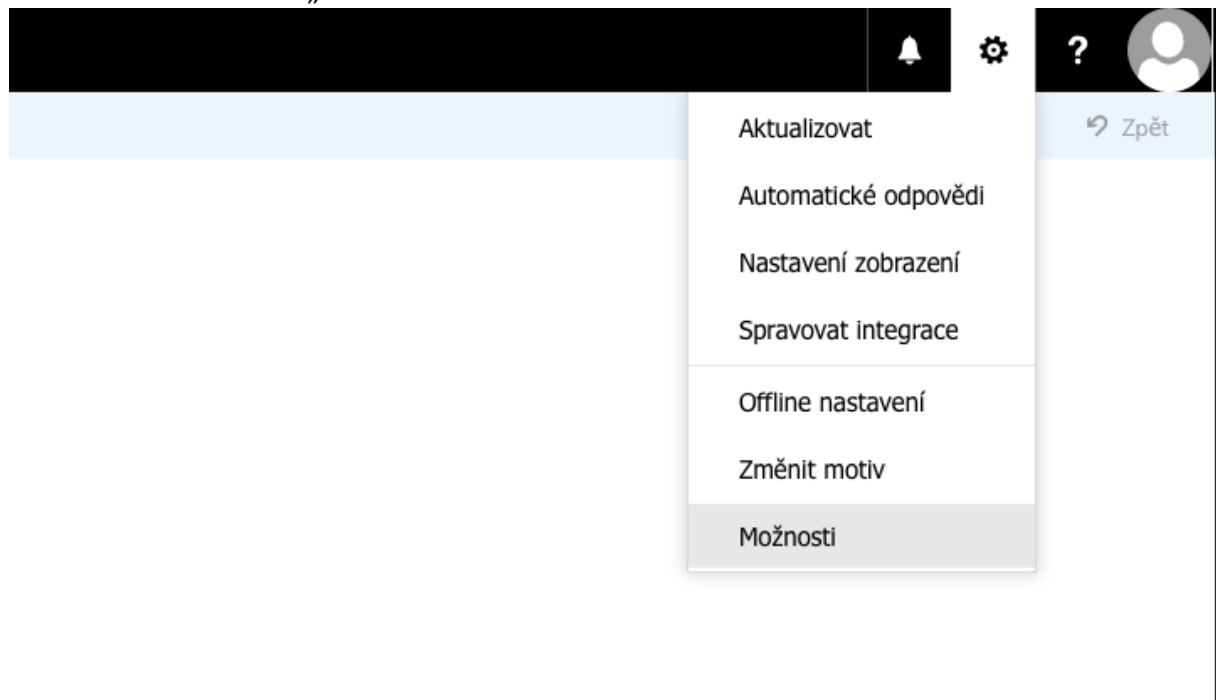 „
?
Aktualizovat
Zpět
Automatické odpovědi
Nastavení zobrazení
Spravovat integrace
Offline nastavení
Změnit motiv
Možnosti